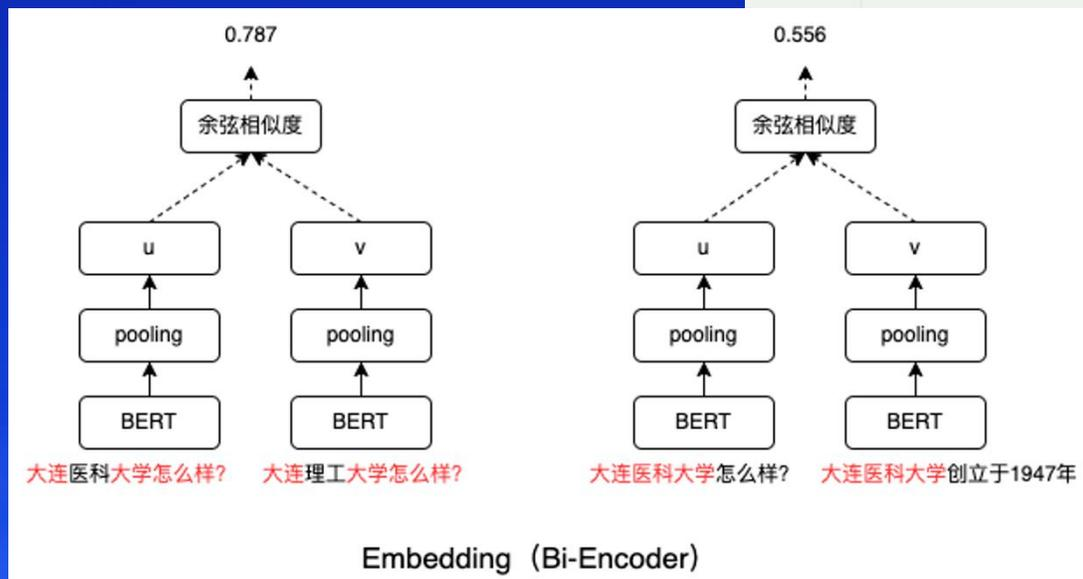 0.787
余弦相似度
u
v
pooling
pooling
BERT
BERT
大连医科大学怎么样?
大连理工大学怎么样?
0.556
余弦相似度
u
v
pooling
pooling
BERT
BERT
大连医科大学怎么样?
大连医科大学创立于1947年
Embedding（Bi-Encoder）